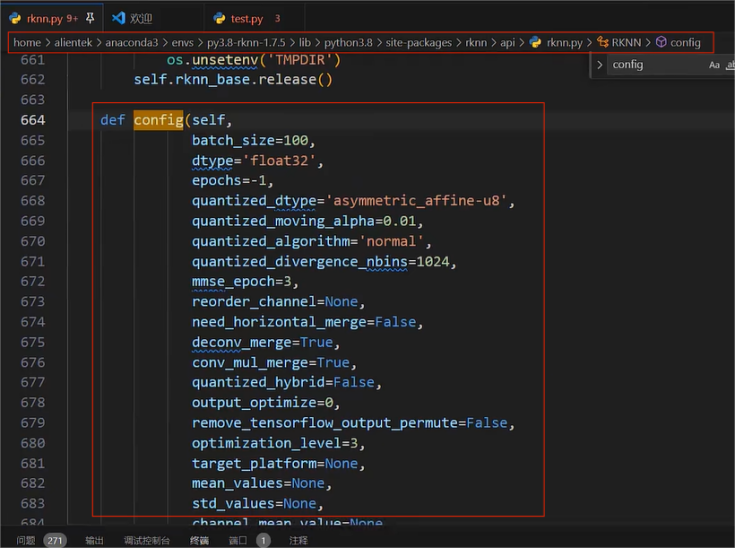 rknn.py 9+ 欢迎 test.py 3
home > alientek > anaconda3 > envs > py3.8-rknn-1.7.5 > lib > python3.8 > site-packages > rknn > api > rknn.py > RKNN > config
config Aa
661 os.unsetenv('TMPDIR')
662 self.rknn_base.release()
663
664 def config(self,
665 batch_size=100,
666 dtype='float32',
667 epochs=-1,
668 quantized_dtype='asymmetric_affine-u8',
669 quantized_moving_alpha=0.01,
670 quantized_algorithm='normal',
671 quantized_divergence_nbins=1024,
672 mmse_epoch=3,
673 reorder_channel=None,
674 need_horizontal_merge=False,
675 deconv_merge=True,
676 conv_mul_merge=True,
677 quantized_hybrid=False,
678 output_optimize=0,
679 remove_tensorflow_output_permute=False,
680 optimization_level=3,
681 target_platform=None,
682 mean_values=None,
683 std_values=None,
684 channel_mean_value=None
问题 271 输出 调试控制台 终端 端口 1 注释